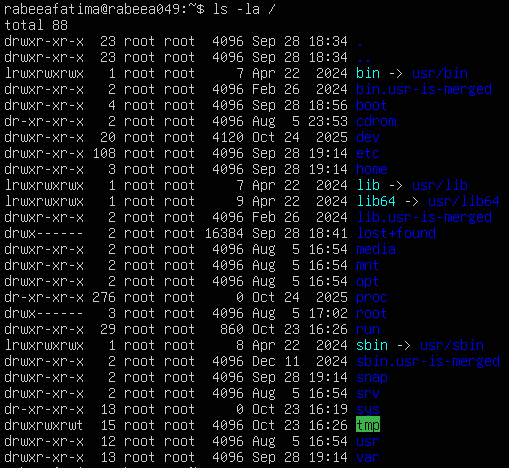 rabeeafatima@rabeea049:~$ ls -la /
total 88
drwxr-xr-x  23 root root  4096 Sep 28 18:34 .
drwxr-xr-x  23 root root  4096 Sep 28 18:34 ..
lrwxrwxrwx   1 root root     7 Apr 22  2024 bin -> usr/bin
drwxr-xr-x   2 root root  4096 Feb 26  2024 bin.usr-is-merged
drwxr-xr-x   4 root root  4096 Sep 28 18:56 boot
dr-xr-xr-x   2 root root  4096 Aug  5 23:53 cdrom
drwxr-xr-x  20 root root  4120 Oct 24  2025 dev
drwxr-xr-x 108 root root  4096 Sep 28 19:14 etc
drwxr-xr-x   3 root root  4096 Sep 28 19:14 home
lrwxrwxrwx   1 root root     7 Apr 22  2024 lib -> usr/lib
lrwxrwxrwx   1 root root     9 Apr 22  2024 lib64 -> usr/lib64
drwxr-xr-x   2 root root  4096 Feb 26  2024 lib.usr-is-merged
drwx------   2 root root 16384 Sep 28 18:41 lost+found
drwxr-xr-x   2 root root  4096 Aug  5 16:54 media
drwxr-xr-x   2 root root  4096 Aug  5 16:54 mnt
drwxr-xr-x   2 root root  4096 Aug  5 16:54 opt
dr-xr-xr-x 276 root root     0 Oct 24  2025 proc
drwx------   3 root root  4096 Aug  5 17:02 root
drwxr-xr-x  29 root root   860 Oct 23 16:26 run
lrwxrwxrwx   1 root root     8 Apr 22  2024 sbin -> usr/sbin
drwxr-xr-x   2 root root  4096 Dec 11  2024 sbin.usr-is-merged
drwxr-xr-x   2 root root  4096 Sep 28 19:14 snap
drwxr-xr-x   2 root root  4096 Aug  5 16:54 srv
dr-xr-xr-x  13 root root     0 Oct 23 16:19 sys
drwxrwxrwt  15 root root  4096 Oct 23 16:26 tmp
drwxr-xr-x  12 root root  4096 Aug  5 16:54 usr
drwxr-xr-x  13 root root  4096 Sep 28 19:14 var